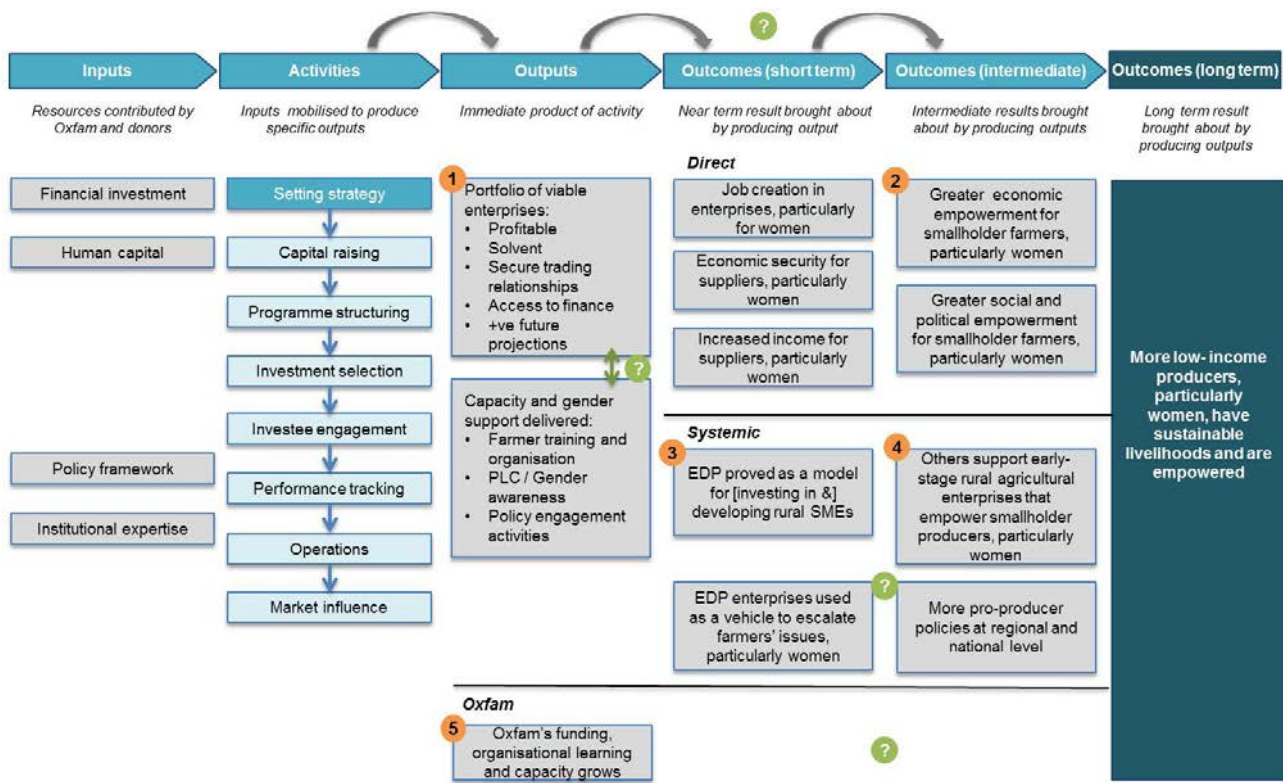 ?
Inputs
Activities
Outputs
Outcomes (short term)
Outcomes (intermediate)
Outcomes (long term)
Resources contributed by
Oxfam and donors
Inputs mobilised to produce
specific outputs
Immediate product of activity
Near term result brought about
by producing output
Intermediate results brought
about by producing outputs
Long term result
brought about by
producing outputs
Financial investment
Human capital
Policy framework
Institutional expertise
Setting strategy
Capital raising
Programme structuring
Investment selection
Investee engagement
Performance tracking
Operations
Market influence
1
Portfolio of viable
enterprises:
• Profitable
• Solvent
• Secure trading
relationships
• Access to finance
• +ve future
projections
?
Capacity and gender
support delivered:
• Farmer training and
organisation
• PLC / Gender
awareness
• Policy engagement
activities
Direct
Job creation in
enterprises, particularly
for women
Economic security for
suppliers, particularly
women
Increased income for
suppliers, particularly
women
2
Greater economic
empowerment for
smallholder farmers,
particularly women
Greater social and
political empowerment
for smallholder farmers,
particularly women
Systemic
3
EDP proved as a model
for [investing in &]
developing rural SMEs
EDP enterprises used
as a vehicle to escalate
farmers' issues,
particularly women
4
Others support early-
stage rural agricultural
enterprises that
empower smallholder
producers, particularly
women
?
More pro-producer
policies at regional and
national level
More low- income
producers,
particularly
women, have
sustainable
livelihoods and are
empowered
Oxfam
5
Oxfam's funding,
organisational learning
and capacity grows
?